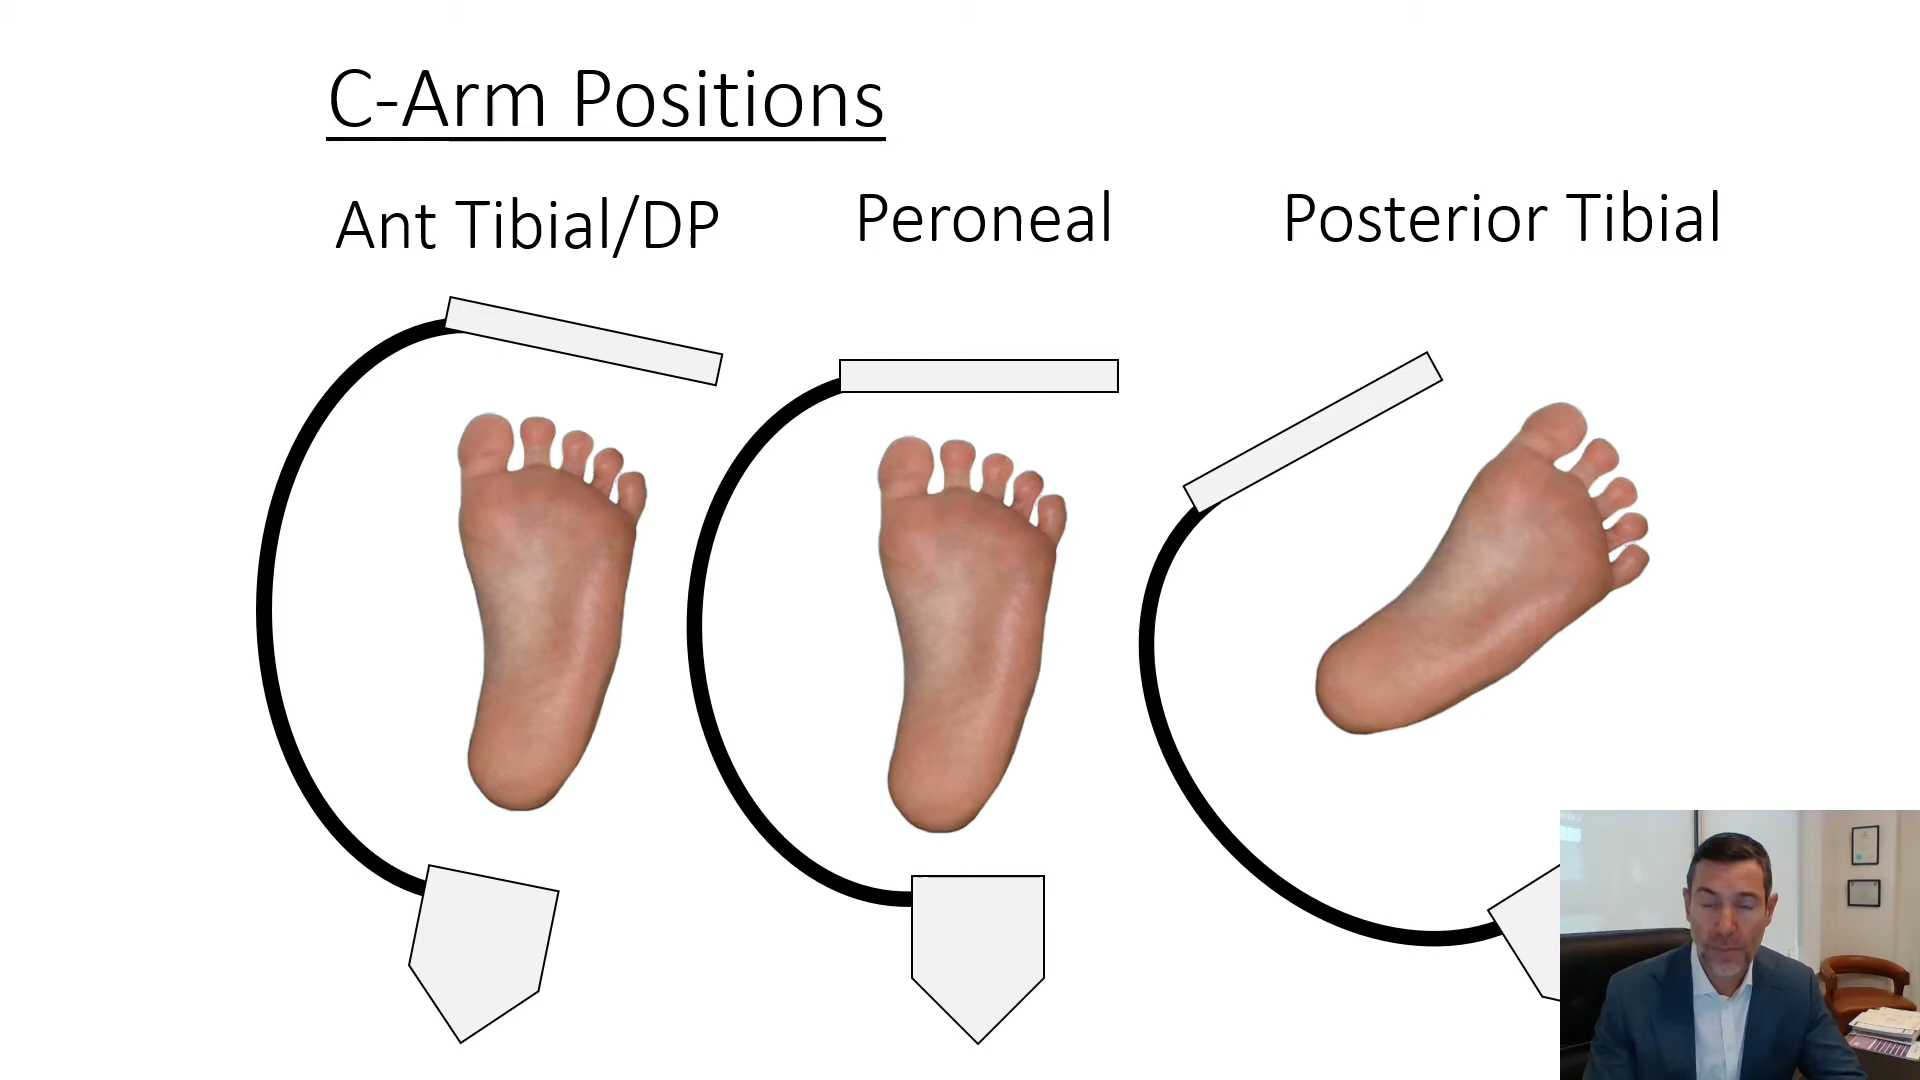 C-Arm Positions
Ant Tibial/DP
Peroneal
Posterior Tibial